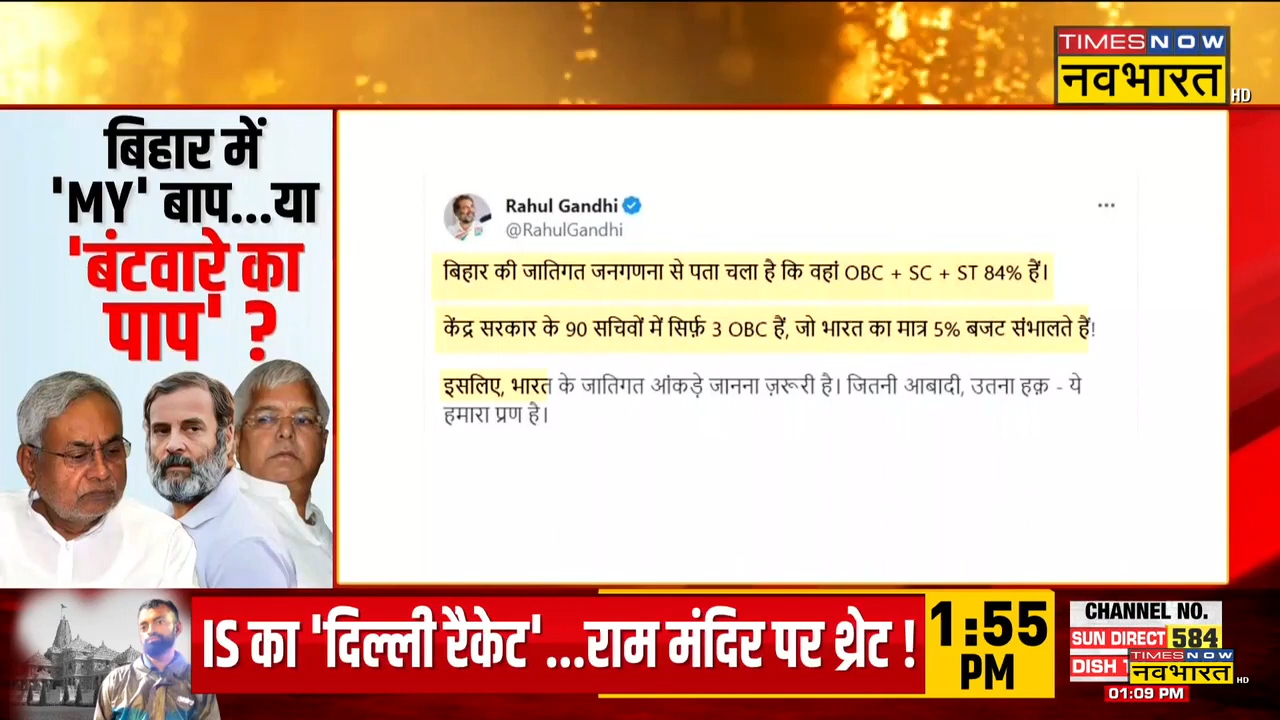 TIMES NOW
नवभारत
HD
बिहार में
'MY' बाप...या
'बंटवारे का
पाप' ?
Rahul Gandhi
@RahulGandhi
बिहार की जातिगत जनगणना से पता चला है कि वहां OBC + SC + ST 84% हैं।
केंद्र सरकार के 90 सचिवों में सिर्फ़ 3 OBC हैं, जो भारत का मात्र 5% बजट संभालते हैं!
इसलिए, भारत के जातिगत आंकड़े जानना ज़रूरी है। जितनी आबादी, उतना हक़ - ये
हमारा प्रण है।
IS का 'दिल्ली रैकेट'...राम मंदिर पर थ्रेट !
1:55
PM
CHANNEL NO.
SUN DIRECT 584
DISH
TIMES NOW
नवभारत
HD
01:09 PM